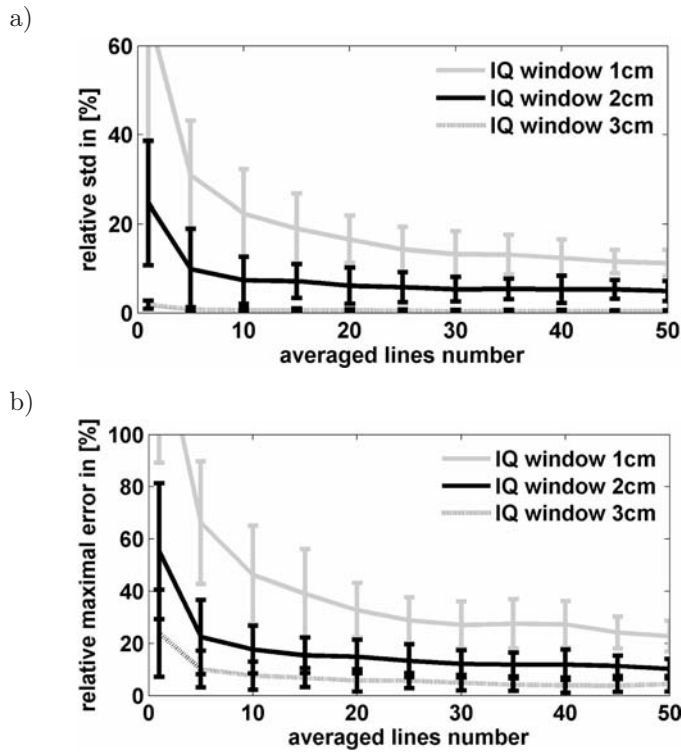 a)
60
40
20
0
relative std in [%]
IQ window 1cm
IQ window 2cm
IQ window 3cm
0 10 20 30 40 50
averaged lines number
b)
100
80
60
40
20
0
relative maximal error in [%]
IQ window 1cm
IQ window 2cm
IQ window 3cm
0 10 20 30 40 50
averaged lines number